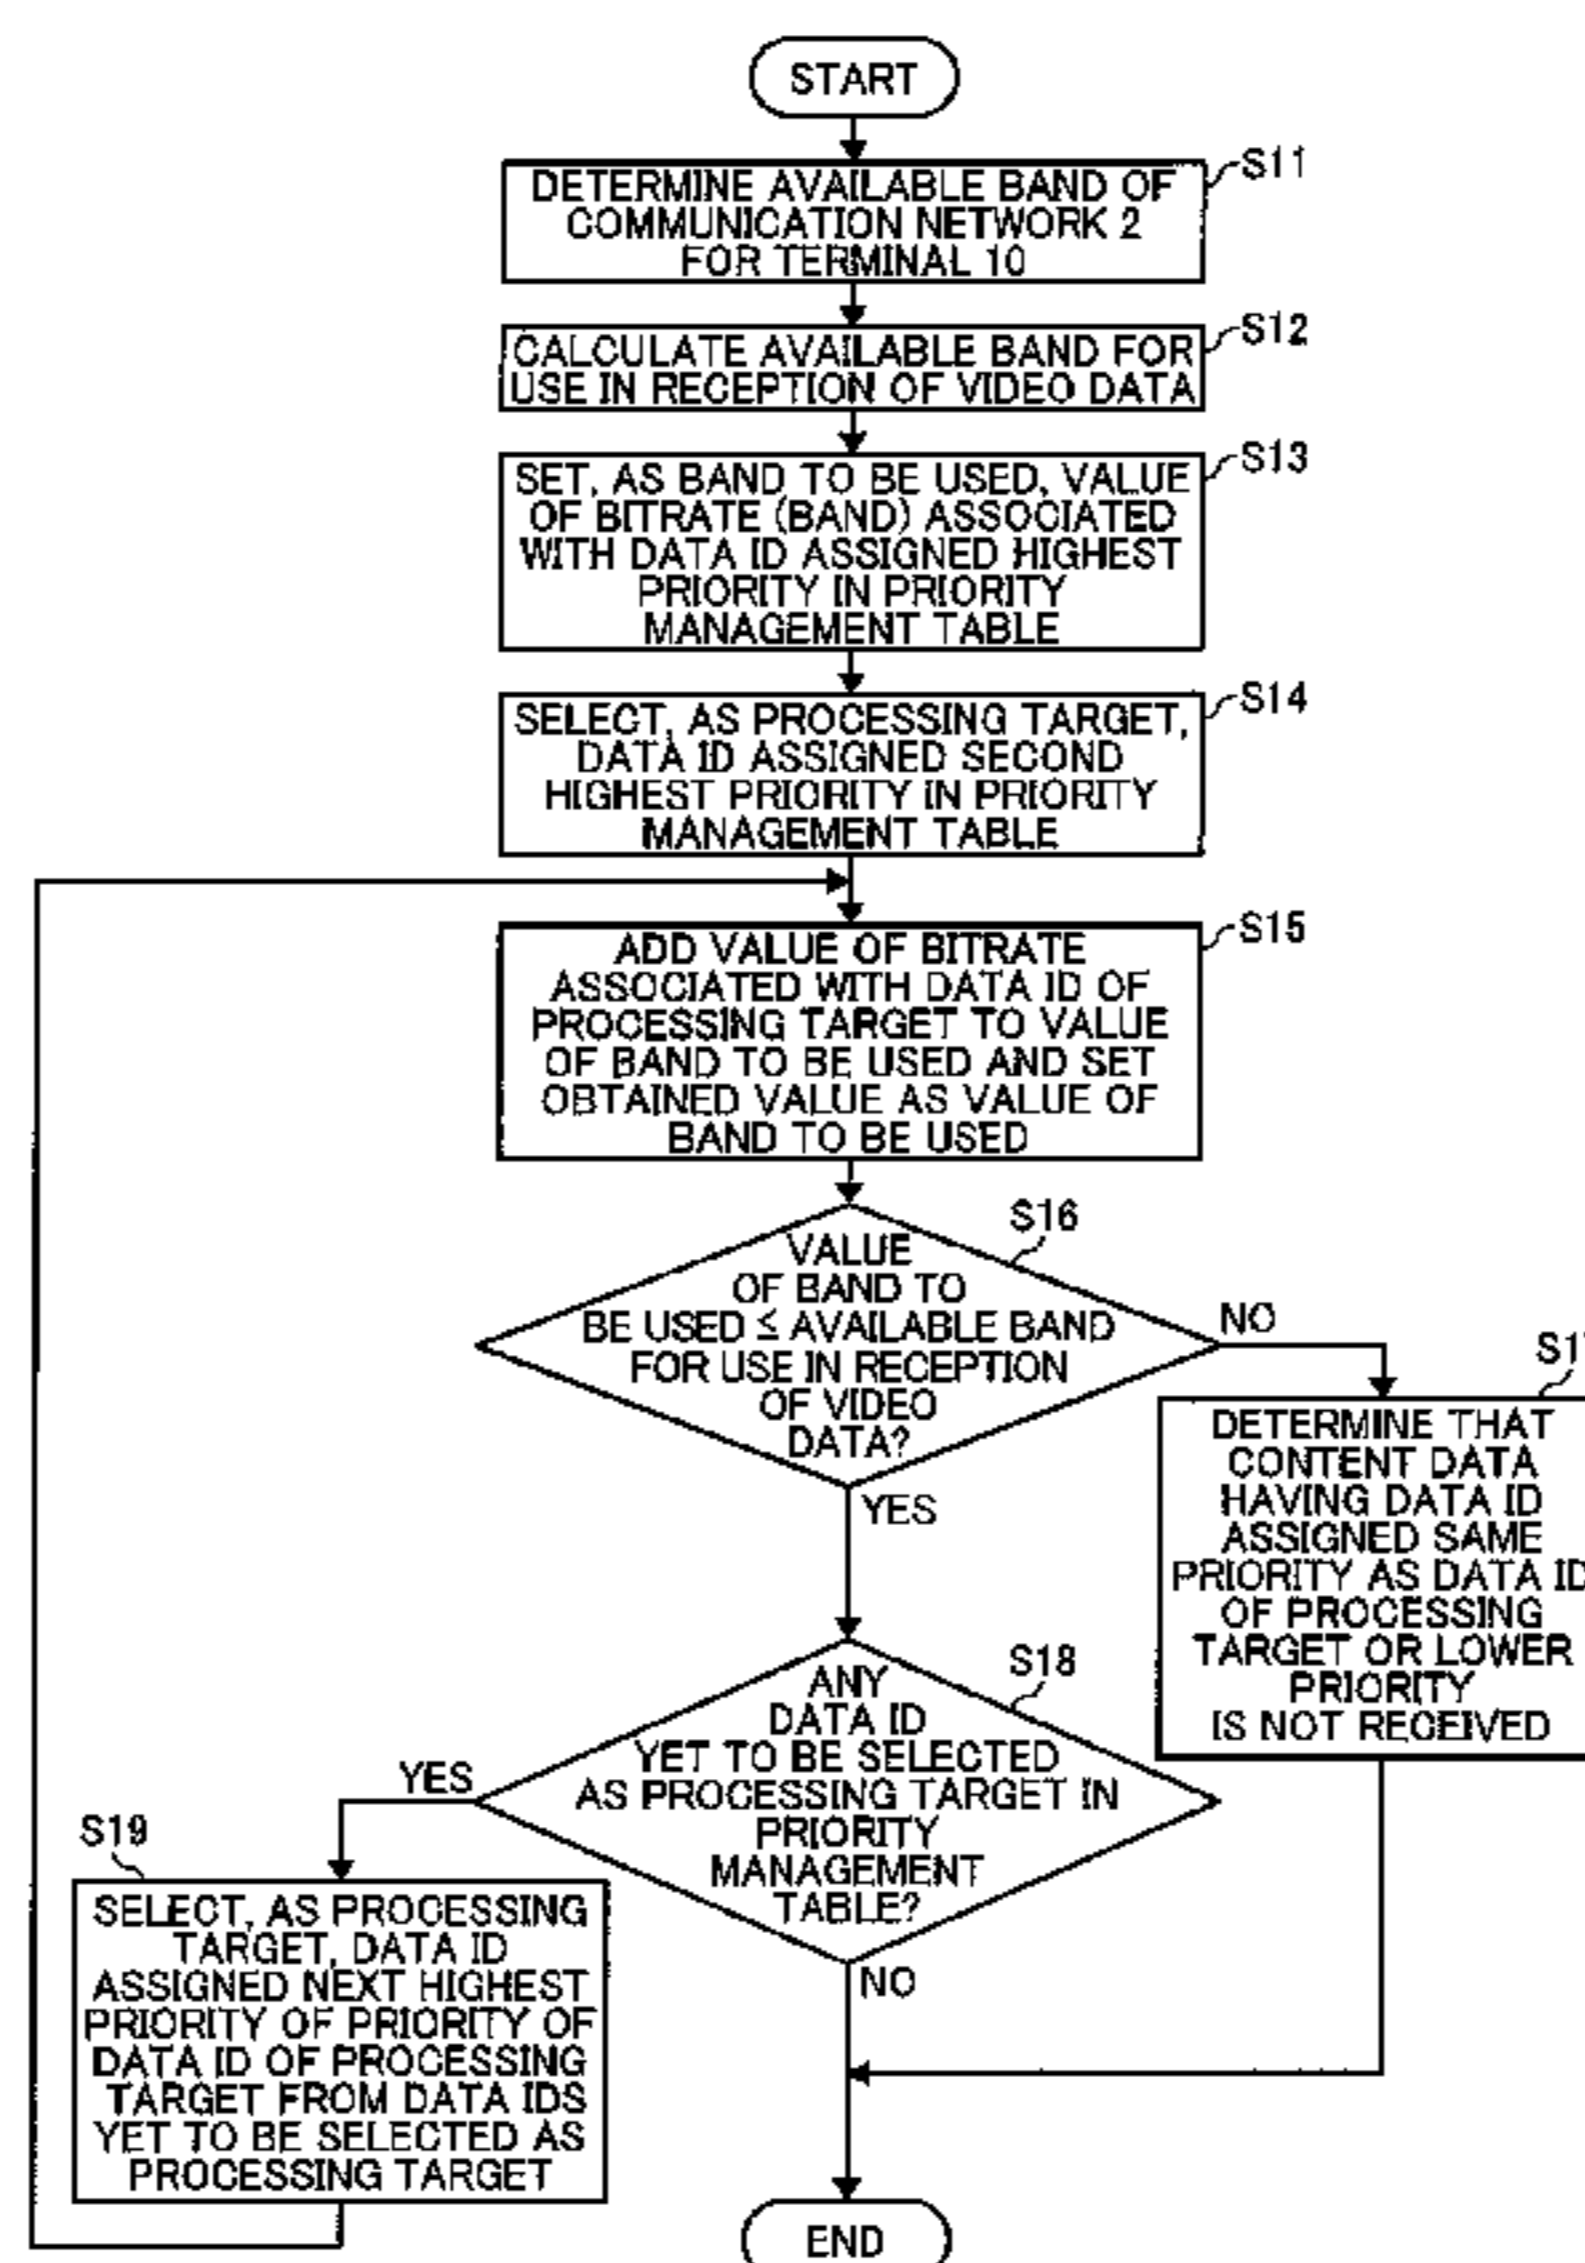 START
S11
DETERMINE AVAILABLE BAND OF
COMMUNICATION NETWORK 2
FOR TERMINAL 10
S12
CALCULATE AVAILABLE BAND FOR
USE IN RECEPTION OF VIDEO DATA
S13
SET, AS BAND TO BE USED, VALUE
OF BITRATE (BAND) ASSOCIATED
WITH DATA ID ASSIGNED HIGHEST
PRIORITY IN PRIORITY
MANAGEMENT TABLE
S14
SELECT, AS PROCESSING TARGET,
DATA ID ASSIGNED SECOND
HIGHEST PRIORITY IN PRIORITY
MANAGEMENT TABLE
S15
ADD VALUE OF BITRATE
ASSOCIATED WITH DATA ID OF
PROCESSING TARGET TO VALUE
OF BAND TO BE USED AND SET
OBTAINED VALUE AS VALUE OF
BAND TO BE USED
S16
VALUE
OF BAND TO
BE USED ≦ AVAILABLE BAND
FOR USE IN RECEPTION
OF VIDEO
DATA?
NO
YES
DETERMINE THAT
CONTENT DATA
HAVING DATA ID
ASSIGNED SAME
PRIORITY AS DATA ID
OF PROCESSING
TARGET OR LOWER
PRIORITY
IS NOT RECEIVED
S18
ANY
DATA ID
YET TO BE SELECTED
AS PROCESSING TARGET IN
PRIORITY
MANAGEMENT
TABLE?
YES
NO
S19
SELECT, AS PROCESSING
TARGET, DATA ID
ASSIGNED NEXT HIGHEST
PRIORITY OF PRIORITY OF
DATA ID OF PROCESSING
TARGET FROM DATA IDS
YET TO BE SELECTED AS
PROCESSING TARGET
END